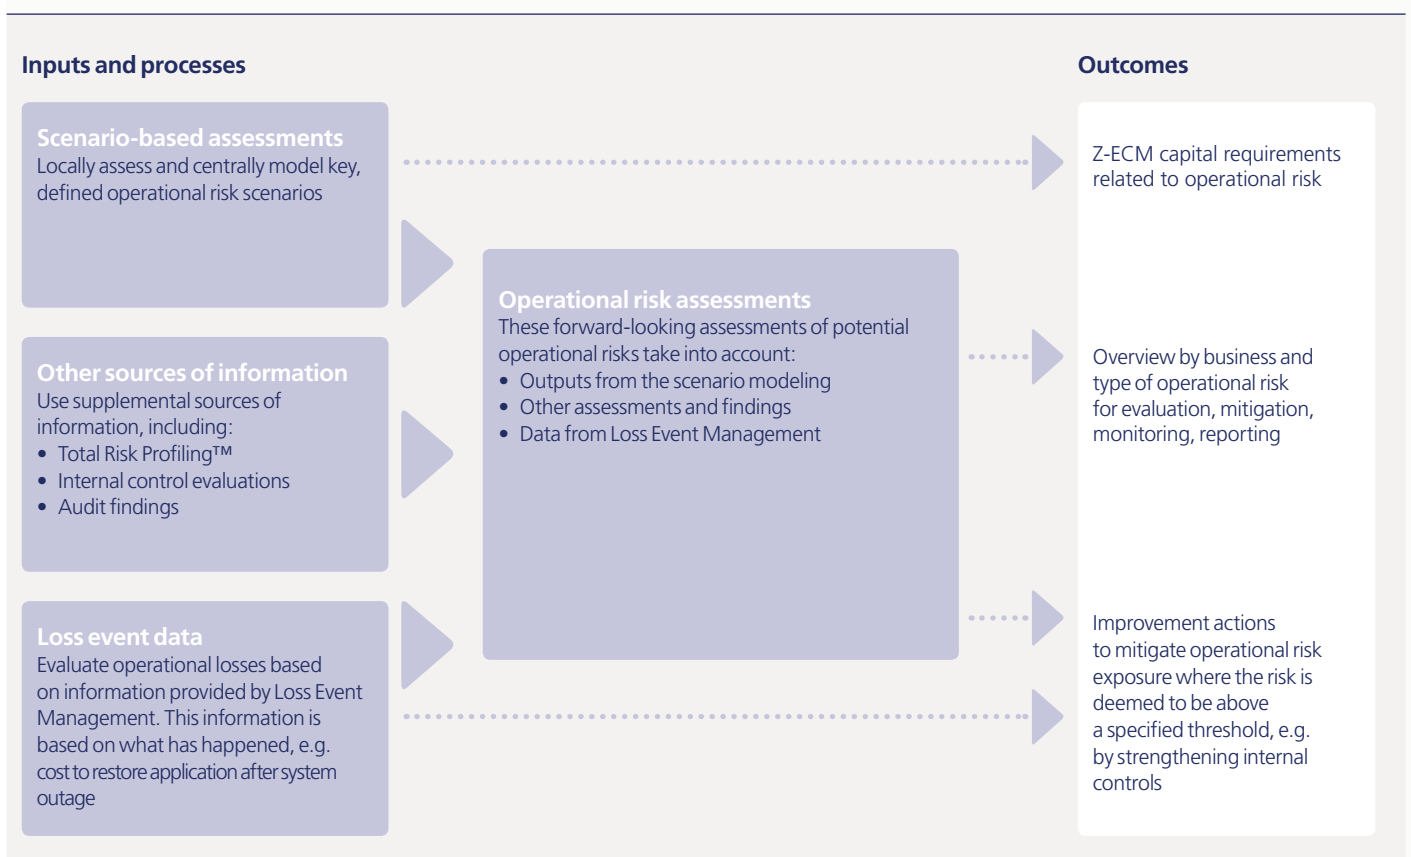 Inputs and processes
Outcomes
Scenario-based assessments
Locally assess and centrally model key,
defined operational risk scenarios
Other sources of information
Use supplemental sources of
information, including:
• Total Risk Profiling™
• Internal control evaluations
• Audit findings
Loss event data
Evaluate operational losses based
on information provided by Loss Event
Management. This information is
based on what has happened, e.g.
cost to restore application after system
outage
Operational risk assessments
These forward-looking assessments of potential
operational risks take into account:
• Outputs from the scenario modeling
• Other assessments and findings
• Data from Loss Event Management
Z-ECM capital requirements
related to operational risk
Overview by business and
type of operational risk
for evaluation, mitigation,
monitoring, reporting
Improvement actions
to mitigate operational risk
exposure where the risk is
deemed to be above
a specified threshold, e.g.
by strengthening internal
controls